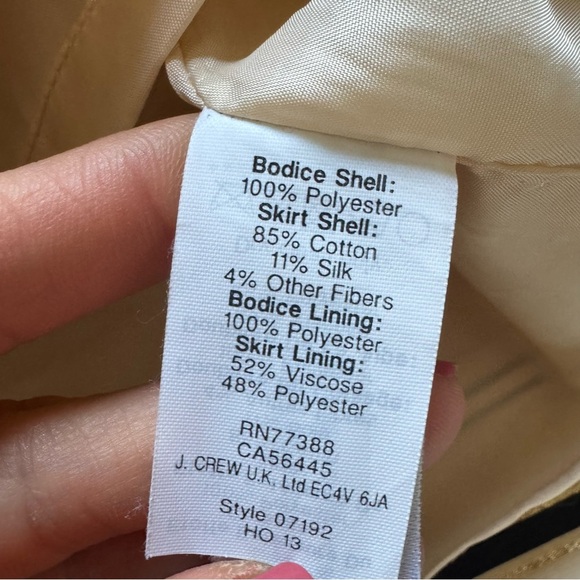 Bodice Shell:
100% Polyester
Skirt Shell:
85% Cotton
11% Silk
4% Other Fibers
Bodice Lining:
100% Polyester
Skirt Lining:
52% Viscose
48% Polyester
RN77388
CA56445
J. CREW U.K. Ltd EC4V 6JA
Style 07192
HO 13